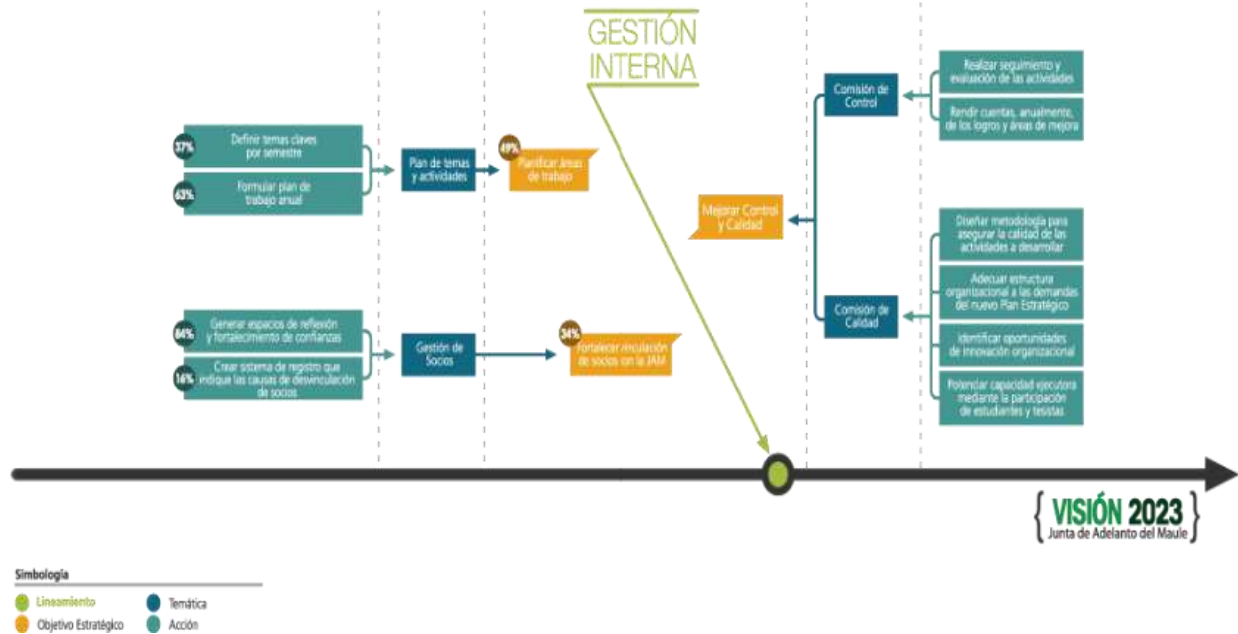 GESTIÓN
INTERNA
37%
Definir temas claves
por semestre
63%
Formular plan de
trabajo anual
Plan de temas
y actividades
49%
Planificar áreas
de trabajo
84%
Generar espacios de reflexión
y fortalecimiento de confianzas
16%
Crear sistema de registro que
indique las causas de desvinculación
de socios
Gestión de
Socios
34%
Fortalecer vinculación
de socios con la JAM
Mejorar Control
y Calidad
Comisión de
Control
Realizar seguimiento y
evaluación de las actividades
Rendir cuentas, anualmente,
de los logros y áreas de mejora
Comisión de
Calidad
Diseñar metodología para
asegurar la calidad de las
actividades a desarrollar
Adecuar estructura
organizacional a las demandas
del nuevo Plan Estratégico
Identificar oportunidades
de innovación organizacional
Potenciar capacidad ejecutora
mediante la participación
de estudiantes y tesistas
VISIÓN 2023
Junta de Adelanto del Maule
Simbología
Lineamiento
Temática
Objetivo Estratégico
Acción